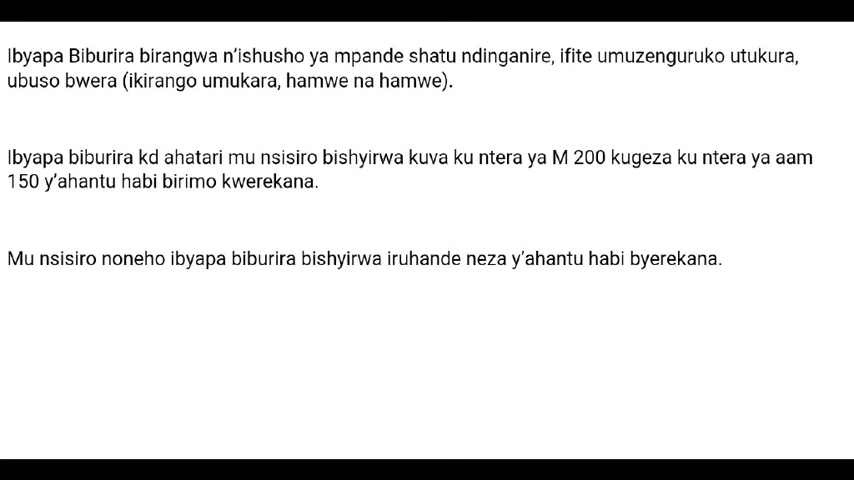 Ibyapa Biburira birangwa n’ishusho ya mpande shatu ndinganire, ifite umuzenguruko utukura,
ubuso bwera (ikirango umukara, hamwe na hamwe).
Ibyapa biburira kd ahatari mu nsisiro bishyirwa kuva ku ntera ya M 200 kugeza ku ntera ya aam
150 y’ahantu habi birimo kwerekana.
Mu nsisiro noneho ibyapa biburira bishyirwa iruhande neza y’ahantu habi byerekana.